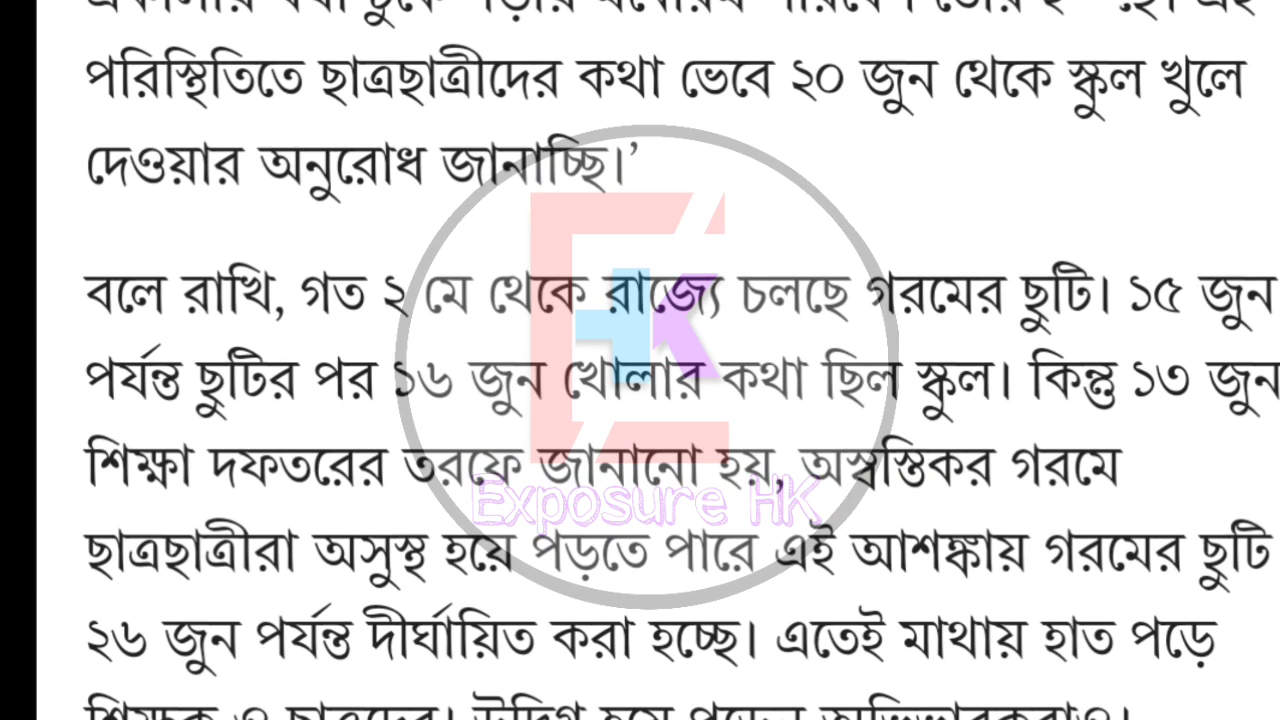 পরিস্থিতিতে ছাত্রছাত্রীদের কথা ভেবে ২০ জুন থেকে স্কুল খুলে
দেওয়ার অনুরোধ জানাচ্ছি।’
বলে রাখি, গত ২ মে থেকে রাজ্যে চলছে গরমের ছুটি। ১৫ জুন
পর্যন্ত ছুটির পর ১৬ জুন খোলার কথা ছিল স্কুল। কিন্তু ১৩ জুন
শিক্ষা দফতরের তরফে জানানো হয়, অস্বস্তিকর গরমে
Exposure HK
ছাত্রছাত্রীরা অসুস্থ হয়ে পড়তে পারে এই আশঙ্কায় গরমের ছুটি
২৬ জুন পর্যন্ত দীর্ঘায়িত করা হচ্ছে। এতেই মাথায় হাত পড়ে